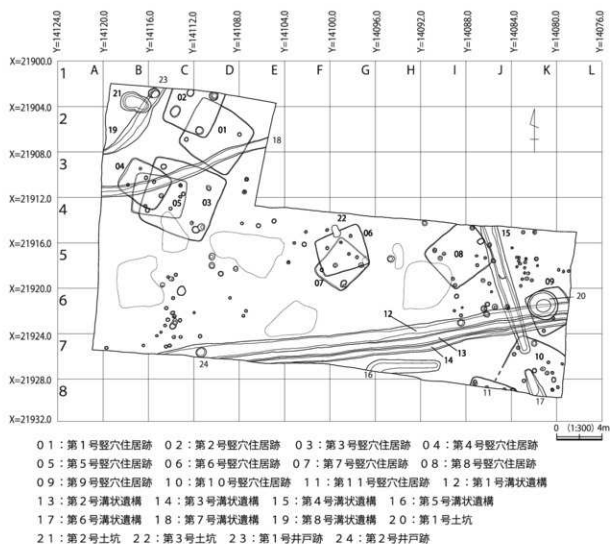 Y=14124.0 Y=14120.0 Y=14116.0 Y=14112.0 Y=14108.0 Y=14104.0 Y=14100.0 Y=14096.0 Y=14092.0 Y=14088.0 Y=14084.0 Y=14080.0 Y=14076.0
X=21900.0
1 A B 23 C D E F G H I J K L
21 02
X=21904.0
2 01
19 18
X=21908.0
3 04
X=21912.0
05 03
4 22
06 15
X=21916.0
5 08
X=21920.0
07 09
6 20
12
X=21924.0
7 13
14 10
24 16
X=21928.0
11 17
8
X=21932.0
0 (1:300) 4m
01：第1号竪穴住居跡 02：第2号竪穴住居跡 03：第3号竪穴住居跡 04：第4号竪穴住居跡
05：第5号竪穴住居跡 06：第6号竪穴住居跡 07：第7号竪穴住居跡 08：第8号竪穴住居跡
09：第9号竪穴住居跡 10：第10号竪穴住居跡 11：第11号竪穴住居跡 12：第1号溝状遺構
13：第2号溝状遺構 14：第3号溝状遺構 15：第4号溝状遺構 16：第5号溝状遺構
17：第6号溝状遺構 18：第7号溝状遺構 19：第8号溝状遺構 20：第1号土坑
21：第2号土坑 22：第3号土坑 23：第1号井戸跡 24：第2号井戸跡